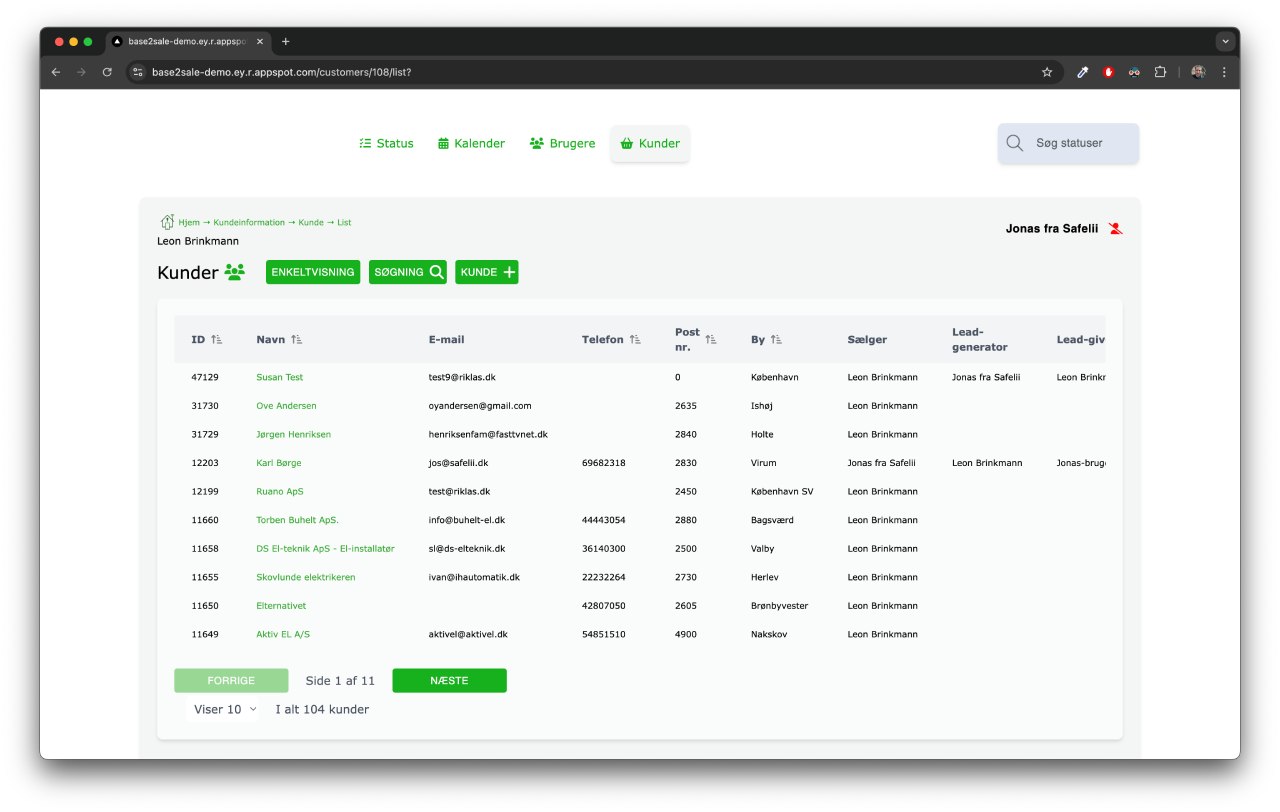 base2sale-demo.ey.r.appspo
base2sale-demo.ey.r.appspot.com/customers/108/list?
Status Kalender Brugere Kunder Søg statuser
Hjem → Kundeinformation → Kunde → List
Leon Brinkmann
Jonas fra Safelii
Kunder ENKELTVISNING SØGNING KUNDE
ID Navn E-mail Telefon Post nr. By Sælger Lead-generator Lead-giv
47129 Susan Test test9@riklas.dk 0 København Leon Brinkmann Jonas fra Safelii Leon Brinkr
31730 Ove Andersen oyandersen@gmail.com 2635 Ishøj Leon Brinkmann
31729 Jørgen Henriksen henriksenfam@fasttvnet.dk 2840 Holte Leon Brinkmann
12203 Karl Børge jos@safelii.dk 69682318 2830 Virum Jonas fra Safelii Leon Brinkmann Jonas-brug
12199 Ruano ApS test@riklas.dk 2450 København SV Leon Brinkmann
11660 Torben Buhelt ApS. info@buhelt-el.dk 44443054 2880 Bagsværd Leon Brinkmann
11658 DS El-teknik ApS - El-installatør sl@ds-elteknik.dk 36140300 2500 Valby Leon Brinkmann
11655 Skovlunde elektrikeren ivan@ihautomatik.dk 22232264 2730 Herlev Leon Brinkmann
11650 Elternativet 42807050 2605 Brønbyvester Leon Brinkmann
11649 Aktiv EL A/S aktivel@aktivel.dk 54851510 4900 Nakskov Leon Brinkmann
FORRIGE Side 1 af 11 NÆSTE
Viser 10 I alt 104 kunder